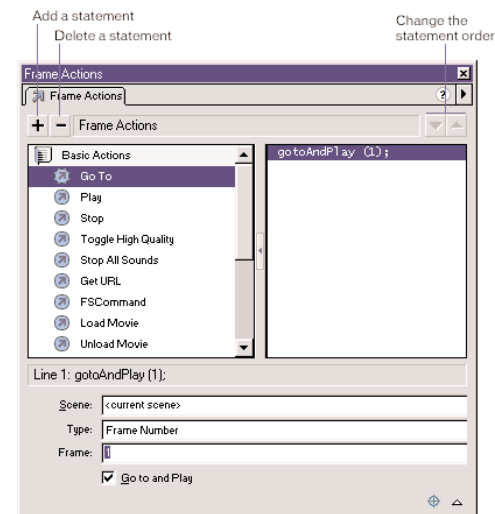 Add a statement
Delete a statement
Change the
statement order
Frame Actions
Frame Actions
?
Frame Actions
Basic Actions
Go To
Play
Stop
Toggle High Quality
Stop All Sounds
Get URL
FSCommand
Load Movie
Unload Movie
gotoAndPlay (1);
Line 1: gotoAndPlay (1);
Scene: <current scene>
Type: Frame Number
Frame: 1
Go to and Play